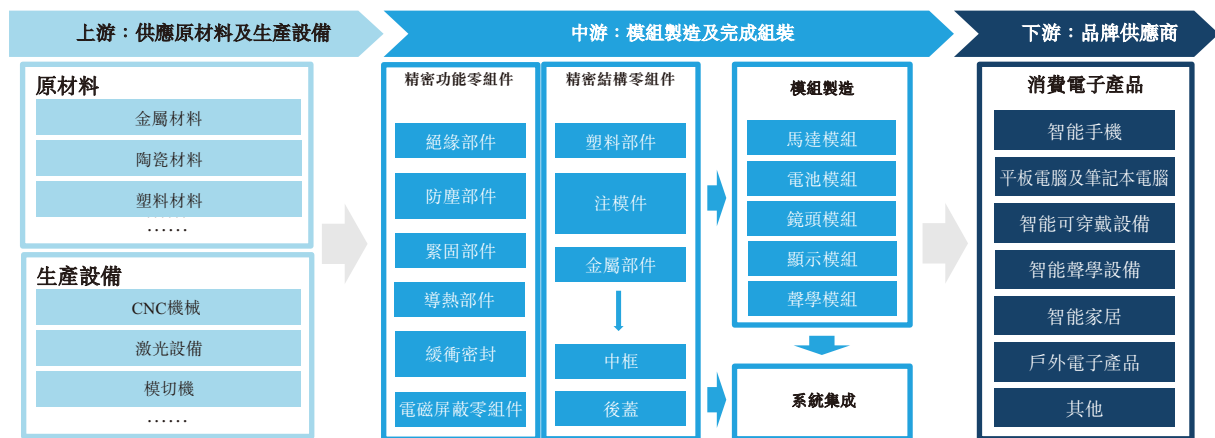 上游：供應原材料及生產設備
中游：模組製造及完成組裝
下游：品牌供應商
原材料
金屬材料
陶瓷材料
塑料材料
……
生產設備
CNC機械
激光設備
模切機
……
精密功能零組件
絕緣部件
防塵部件
緊固部件
導熱部件
緩衝密封
電磁屏蔽零組件
精密結構零組件
塑料部件
注模件
金屬部件
中框
後蓋
模組製造
馬達模組
電池模組
鏡頭模組
顯示模組
聲學模組
系統集成
消費電子產品
智能手機
平板電腦及筆記本電腦
智能可穿戴設備
智能聲學設備
智能家居
戶外電子產品
其他